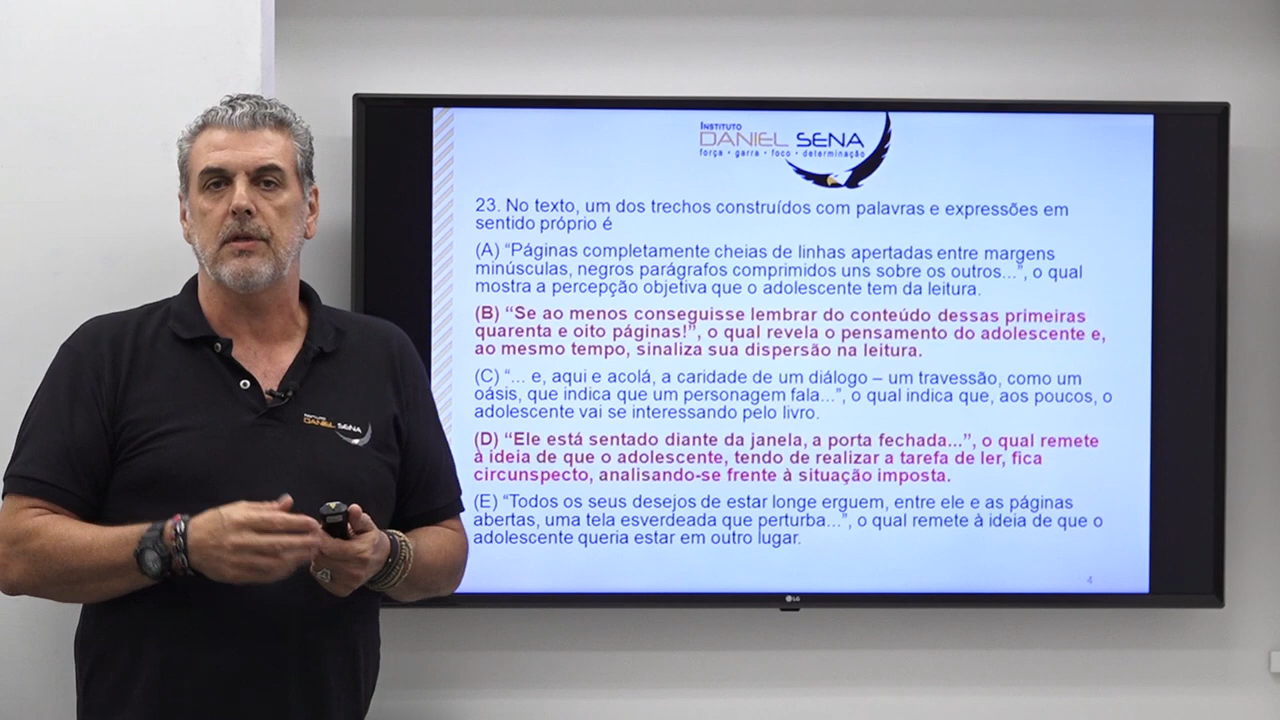 INSTITUTO
DANIEL SENA
força • garra • foco • determinação
23. No texto, um dos trechos construídos com palavras e expressões em
sentido próprio é
(A) “Páginas completamente cheias de linhas apertadas entre margens
minúsculas, negros parágrafos comprimidos uns sobre os outros...”, o qual
mostra a percepção objetiva que o adolescente tem da leitura.
(B) “Se ao menos conseguisse lembrar do conteúdo dessas primeiras
quarenta e oito páginas!”, o qual revela o pensamento do adolescente e,
ao mesmo tempo, sinaliza sua dispersão na leitura.
(C) “... e, aqui e acolá, a caridade de um diálogo – um travessão, como um
oásis, que indica que um personagem fala...”, o qual indica que, aos poucos, o
adolescente vai se interessando pelo livro.
(D) “Ele está sentado diante da janela, a porta fechada...”, o qual remete
à ideia de que o adolescente, tendo de realizar a tarefa de ler, fica
circunspecto, analisando-se frente à situação imposta.
(E) “Todos os seus desejos de estar longe erguem, entre ele e as páginas
abertas, uma tela esverdeada que perturba...”, o qual remete à ideia de que o
adolescente queria estar em outro lugar.
4
LG
INSTITUTO
DANIEL SENA